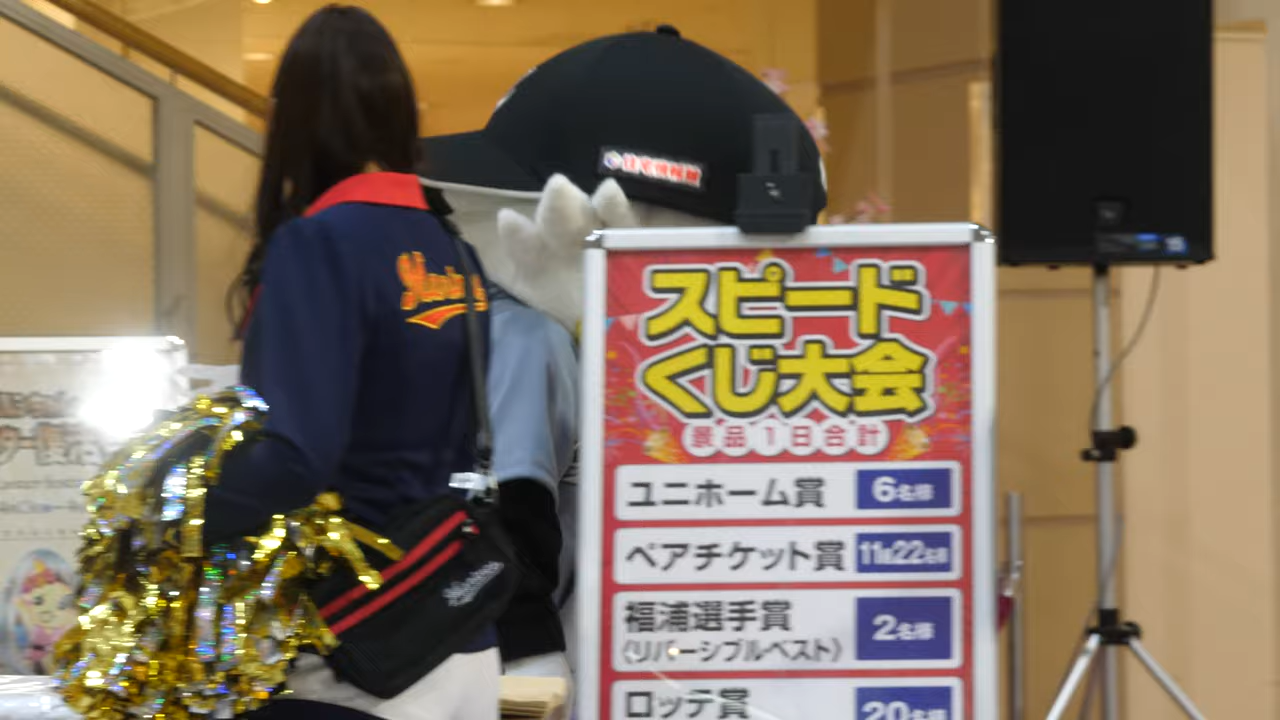 スピード
くじ大会
景品1日合計
ユニホーム賞 6名様
ペアチケット賞 11組22名様
福浦選手賞 2名様
(リバーシブルベスト)
ロッテ賞 20名様